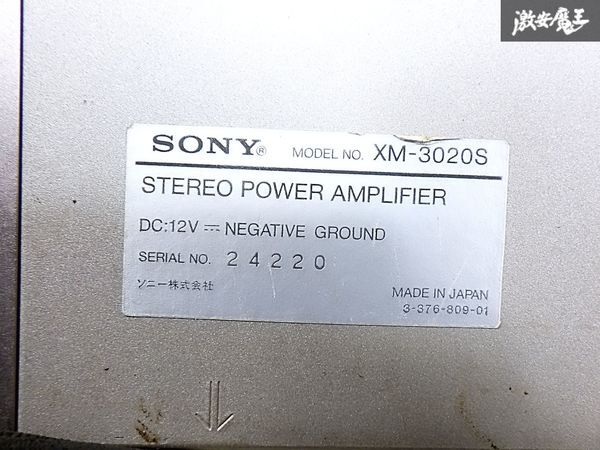 激安魔王
SONY® MODEL NO. XM-3020S
STEREO POWER AMPLIFIER
DC:12V ⎓ NEGATIVE GROUND
SERIAL NO. 24220
ソニー株式会社
MADE IN JAPAN
3-376-809-01